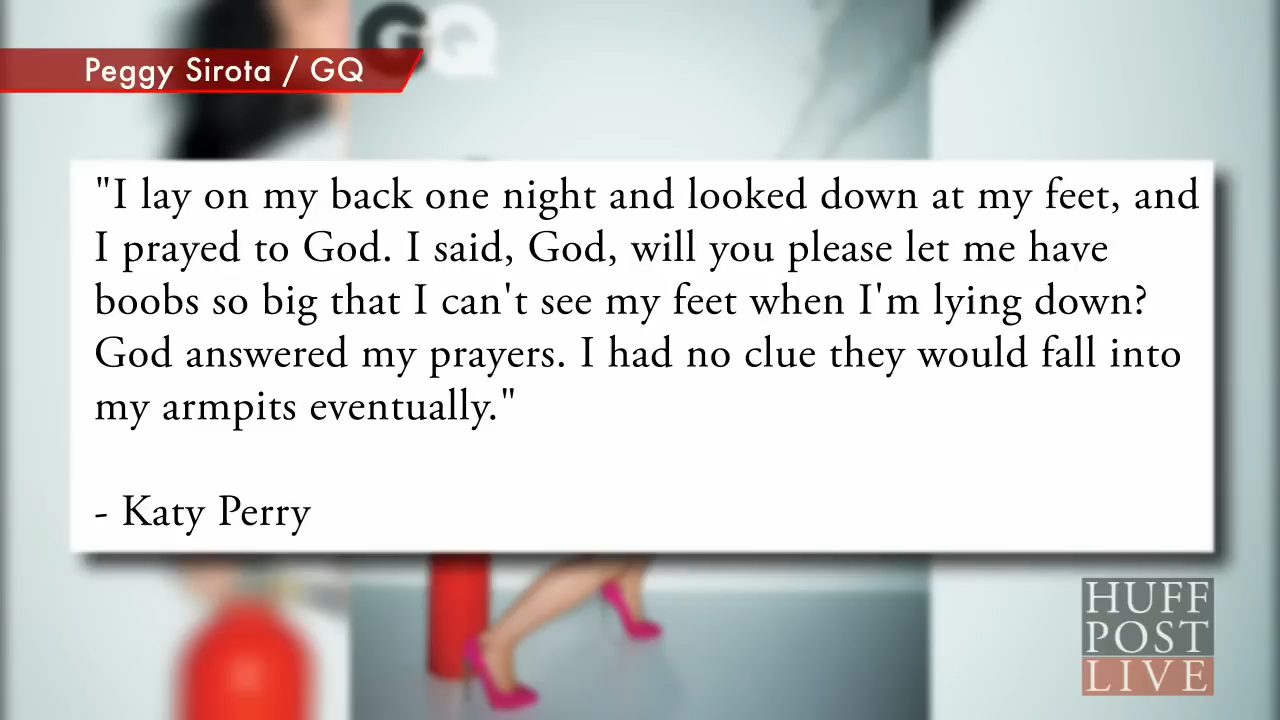 GQ
Peggy Sirota / GQ
"I lay on my back one night and looked down at my feet, and
I prayed to God. I said, God, will you please let me have
boobs so big that I can't see my feet when I'm lying down?
God answered my prayers. I had no clue they would fall into
my armpits eventually."
- Katy Perry
HUFF
POST
LIVE